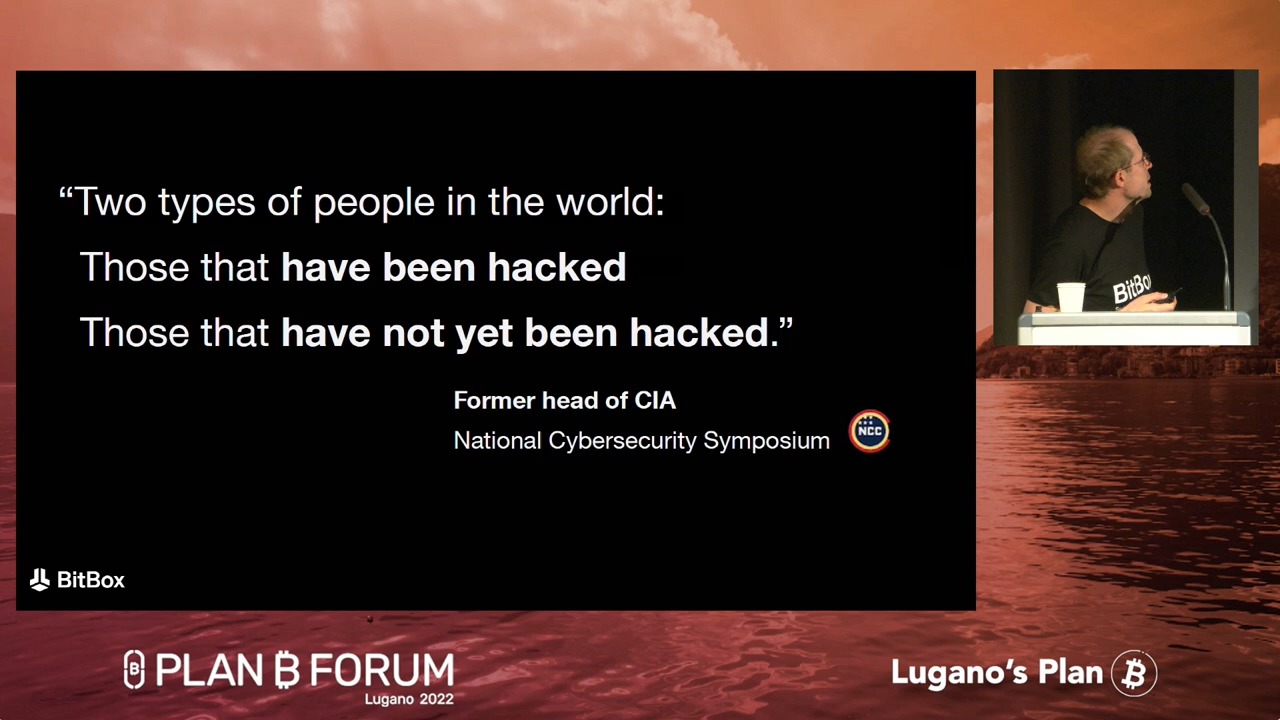 “Two types of people in the world:
Those that have been hacked
Those that have not yet been hacked.”
Former head of CIA
National Cybersecurity Symposium
NCC
BitBox
BitBo
PLAN ₿ FORUM
Lugano 2022
Lugano’s Plan ₿